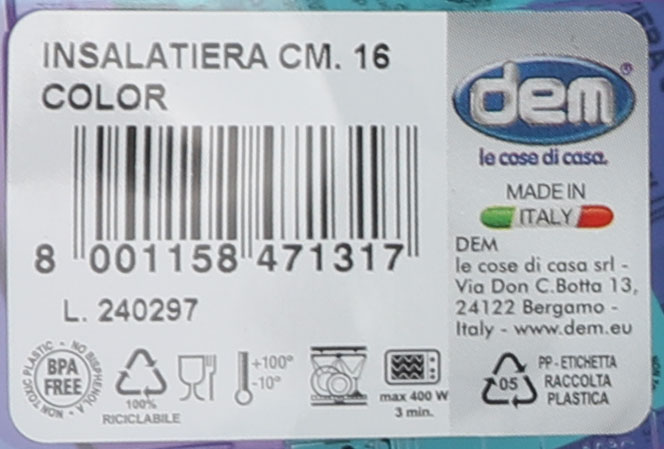 INSALATIERA CM. 16
COLOR
8 001158 471317
L. 240297
dem®
le cose di casa.
MADE IN
ITALY
DEM
le cose di casa srl -
Via Don C.Botta 13,
24122 Bergamo -
Italy - www.dem.eu
NON TOXIC PLASTIC - NO BISPHENOL A -
BPA
FREE
100%
RICICLABILE
+100°
-10°
max 400 W
3 min.
05
PP - ETICHETTA
RACCOLTA
PLASTICA